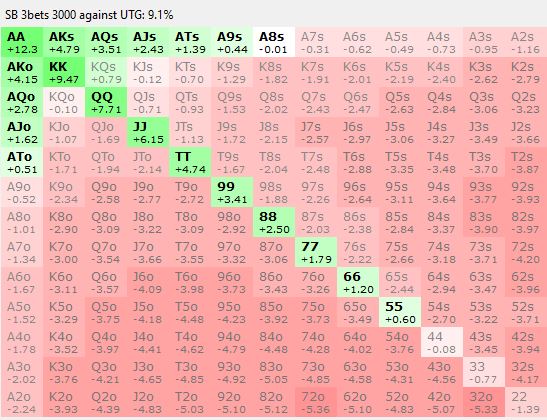 SB 3bets 3000 against UTG: 9.1%
AA AKs AQs AJs ATs A9s A8s A7s A6s A5s A4s A3s A2s
+12.3 +4.79 +3.51 +2.43 +1.39 +0.44 -0.01 -0.31 -0.62 -0.49 -0.73 -0.95 -1.16
AKo KK KQs KJs KTs K9s K8s K7s K6s K5s K4s K3s K2s
+4.15 +9.47 +0.79 -0.12 -0.70 -1.29 -1.82 -1.91 -2.01 -2.19 -2.40 -2.62 -2.79
AQo KQo QQ QJs QTs Q9s Q8s Q7s Q6s Q5s Q4s Q3s Q2s
+2.78 -0.10 +7.71 -0.71 -0.93 -1.53 -2.02 -2.43 -2.47 -2.63 -2.84 -3.06 -3.23
AJo KJo QJo JJ JTs J9s J8s J7s J6s J5s J4s J3s J2s
+1.62 -1.07 -1.69 +6.15 -1.13 -1.72 -2.15 -2.57 -2.97 -3.06 -3.27 -3.49 -3.66
ATo KTo QTo JTo TT T9s T8s T7s T6s T5s T4s T3s T2s
+0.51 -1.71 -1.94 -2.14 +4.74 -1.67 -2.04 -2.48 -2.88 -3.35 -3.48 -3.70 -3.87
A9o K9o Q9o J9o T9o 99 98s 97s 96s 95s 94s 93s 92s
-0.52 -2.34 -2.58 -2.77 -2.72 +3.41 -1.98 -2.26 -2.64 -3.11 -3.64 -3.77 -3.93
A8o K8o Q8o J8o T8o 98o 88 87s 86s 85s 84s 83s 82s
-1.01 -2.90 -3.09 -3.22 -3.09 -2.92 +2.50 -2.03 -2.38 -2.84 -3.37 -3.90 -3.97
A7o K7o Q7o J7o T7o 97o 87o 77 76s 75s 74s 73s 72s
-1.34 -3.00 -3.54 -3.66 -3.55 -3.32 -3.06 +1.79 -2.22 -2.66 -3.18 -3.71 -4.20
A6o K6o Q6o J6o T6o 96o 86o 76o 66 65s 64s 63s 62s
-1.67 -3.11 -3.57 -4.09 -3.98 -3.73 -3.43 -3.26 +1.20 -2.44 -2.94 -3.47 -3.96
A5o K5o Q5o J5o T5o 95o 85o 75o 65o 55 54s 53s 52s
-1.52 -3.29 -3.75 -4.18 -4.48 -4.23 -3.92 -3.73 -3.49 +0.60 -2.70 -3.22 -3.71
A4o K4o Q4o J4o T4o 94o 84o 74o 64o 54o 44 43s 42s
-1.78 -3.52 -3.97 -4.41 -4.62 -4.79 -4.48 -4.28 -4.02 -3.76 -0.08 -3.45 -3.94
A3o K3o Q3o J3o T3o 93o 83o 73o 63o 53o 43o 33 32s
-2.02 -3.76 -4.21 -4.65 -4.85 -4.92 -5.05 -4.85 -4.58 -4.31 -4.56 -0.77 -4.17
A2o K2o Q2o J2o T2o 92o 82o 72o 62o 52o 42o 32o 22
-2.24 -3.93 -4.39 -4.83 -5.03 -5.10 -5.12 -5.36 -5.10 -4.83 -5.07 -5.33 -1.39